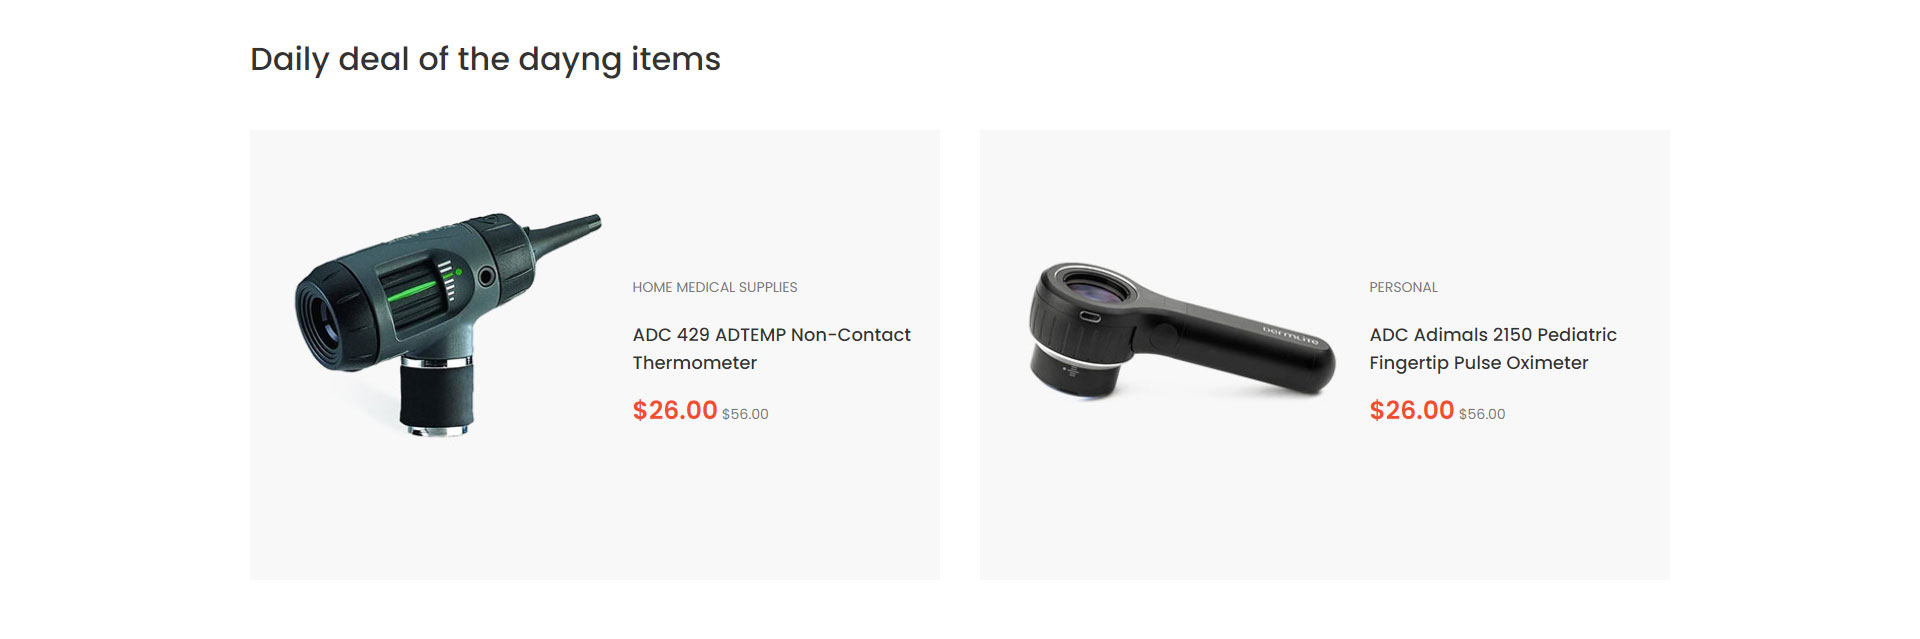 Daily deal of the dayng items
HOME MEDICAL SUPPLIES
ADC 429 ADTEMP Non-Contact
Thermometer
$26.00 $56.00
dermlite
PERSONAL
ADC Adimals 2150 Pediatric
Fingertip Pulse Oximeter
$26.00 $56.00